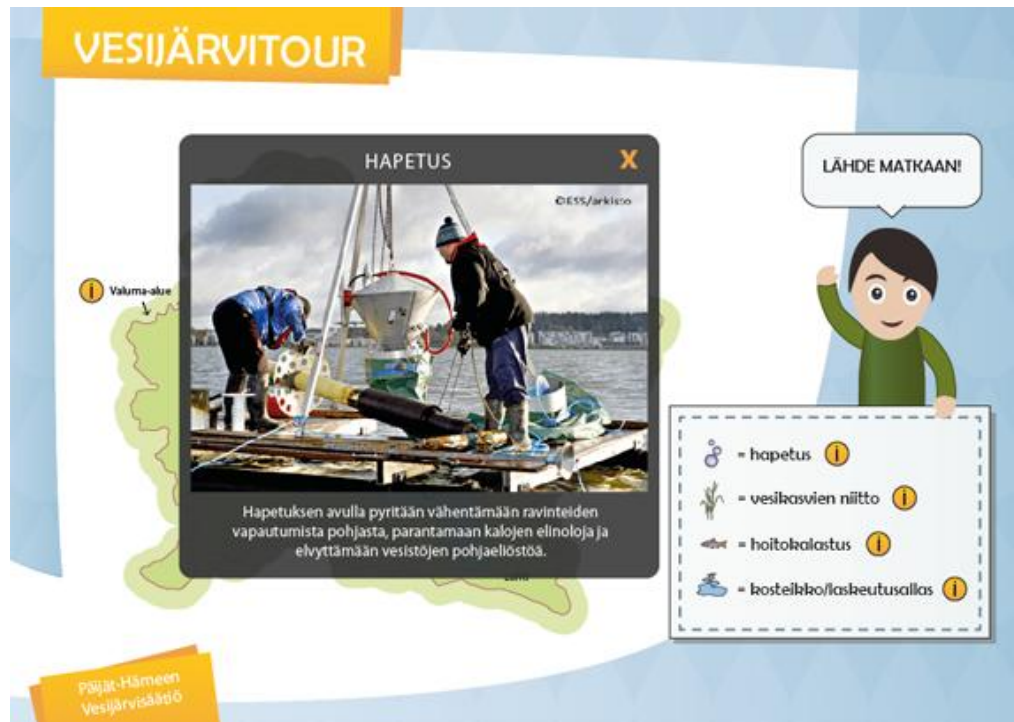 VESIJÄRVITOUR
HAPETUS X
©ESS/arkisto
LÄHDE MATKAAN!
i Valuma-alue
Hapetuksen avulla pyritään vähentämään ravinteiden
vapautumista pohjasta, parantamaan kalojen elinoloja ja
elvyttämään vesistöjen pohjaeliöstöä.
= hapetus i
= vesikasvien niitto i
= hoitokalastus i
= kosteikko/laskeutusallas i
Päijät-Hämeen
Vesijärvisäätiö